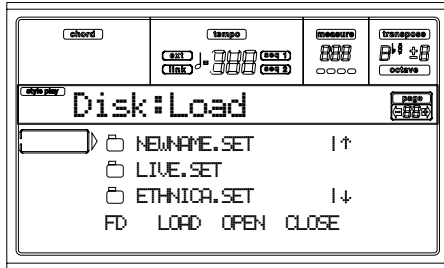 chord tempo measure transpose
ext seq 1
link seq 2
octave
style play
Disk:Load
page
NEWNAME.SET |↑
LIVE.SET
ETHNICA.SET |↓
FD LOAD OPEN CLOSE